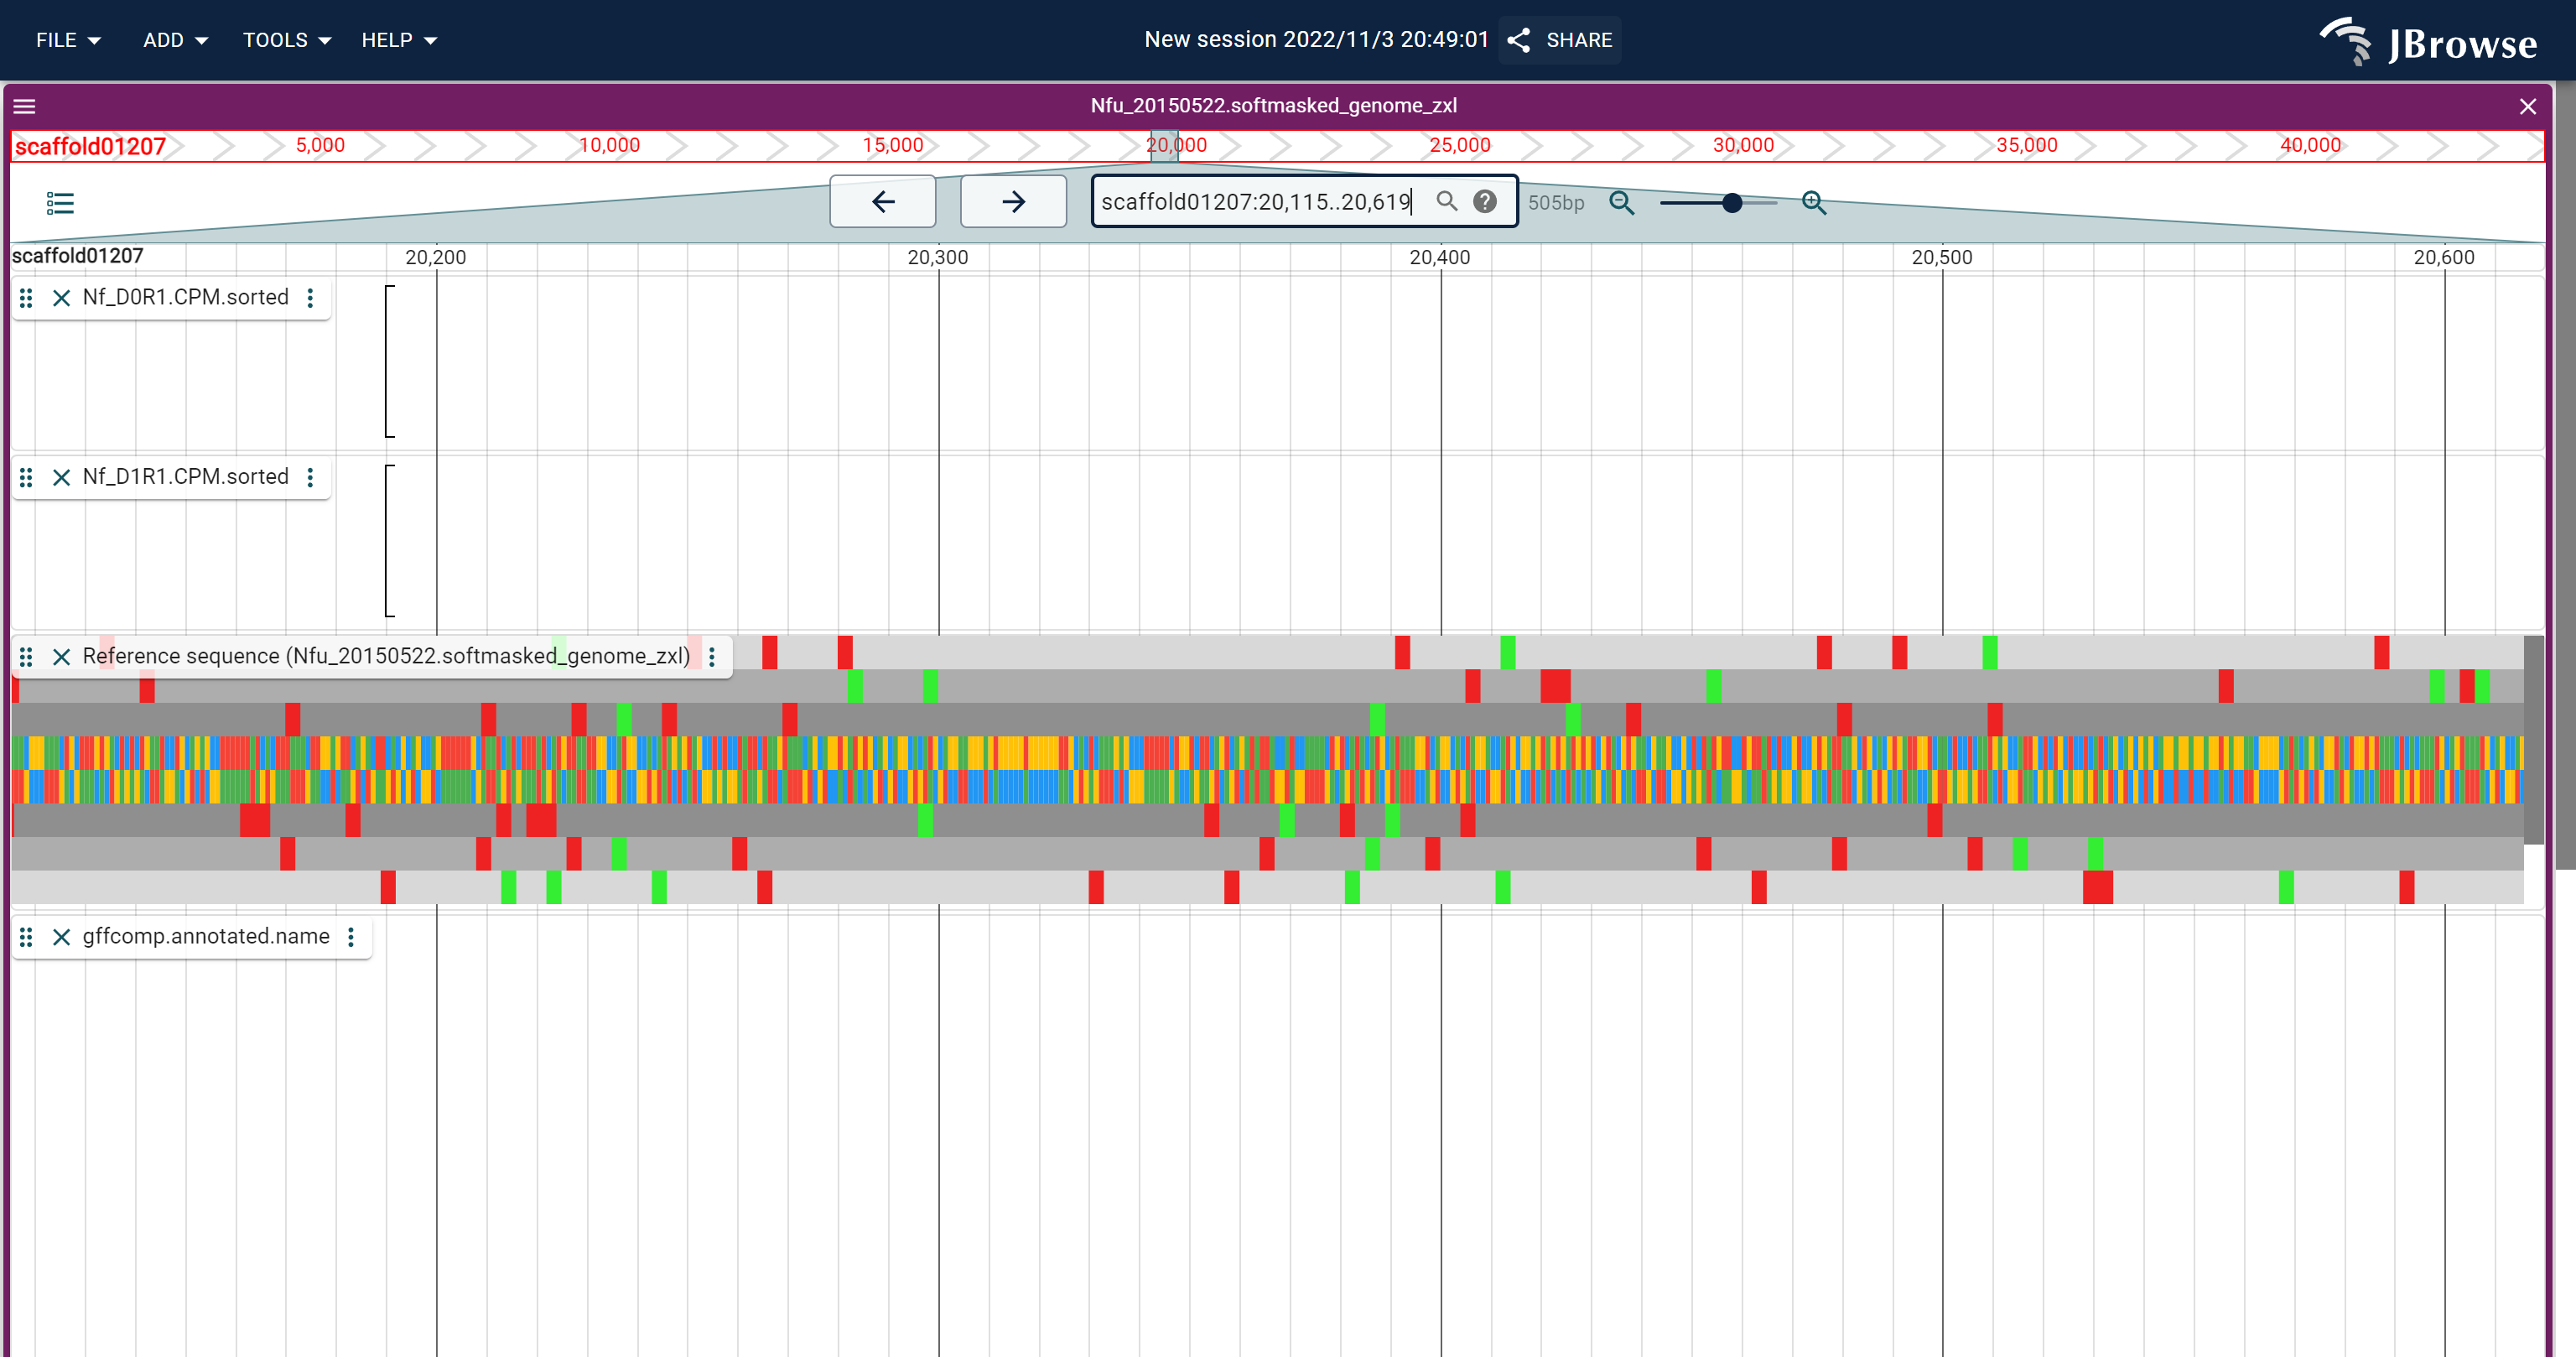 FILE ADD TOOLS HELP New session 2022/11/3 20:49:01 SHARE JBrowse
Nfu_20150522.softmasked_genome_zxl
scaffold01207 5,000 10,000 15,000 20,000 25,000 30,000 35,000 40,000
scaffold01207:20,115..20,619 505bp
scaffold01207 20,200 20,300 20,400 20,500 20,600
Nf_D0R1.CPM.sorted
Nf_D1R1.CPM.sorted
Reference sequence (Nfu_20150522.softmasked_genome_zxl)
gffcomp.annotated.name